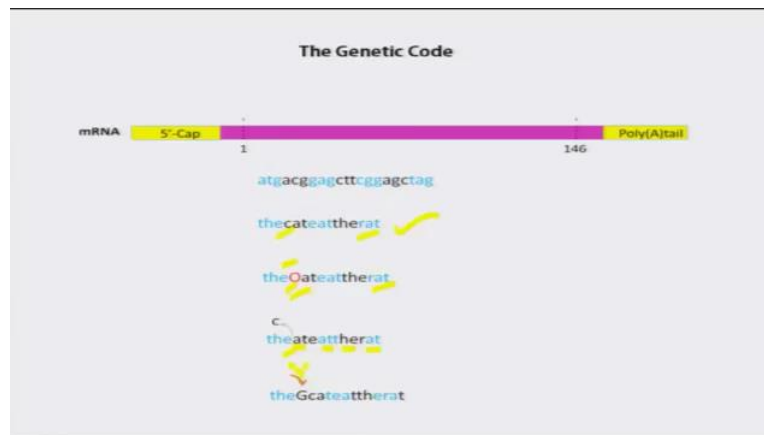 The Genetic Code
mRNA 5'-Cap Poly(A)tail
1 146
atgacggagcttcggagctag
thecateattherat
theOateattherat
c
theateattherat
theGcateattherat